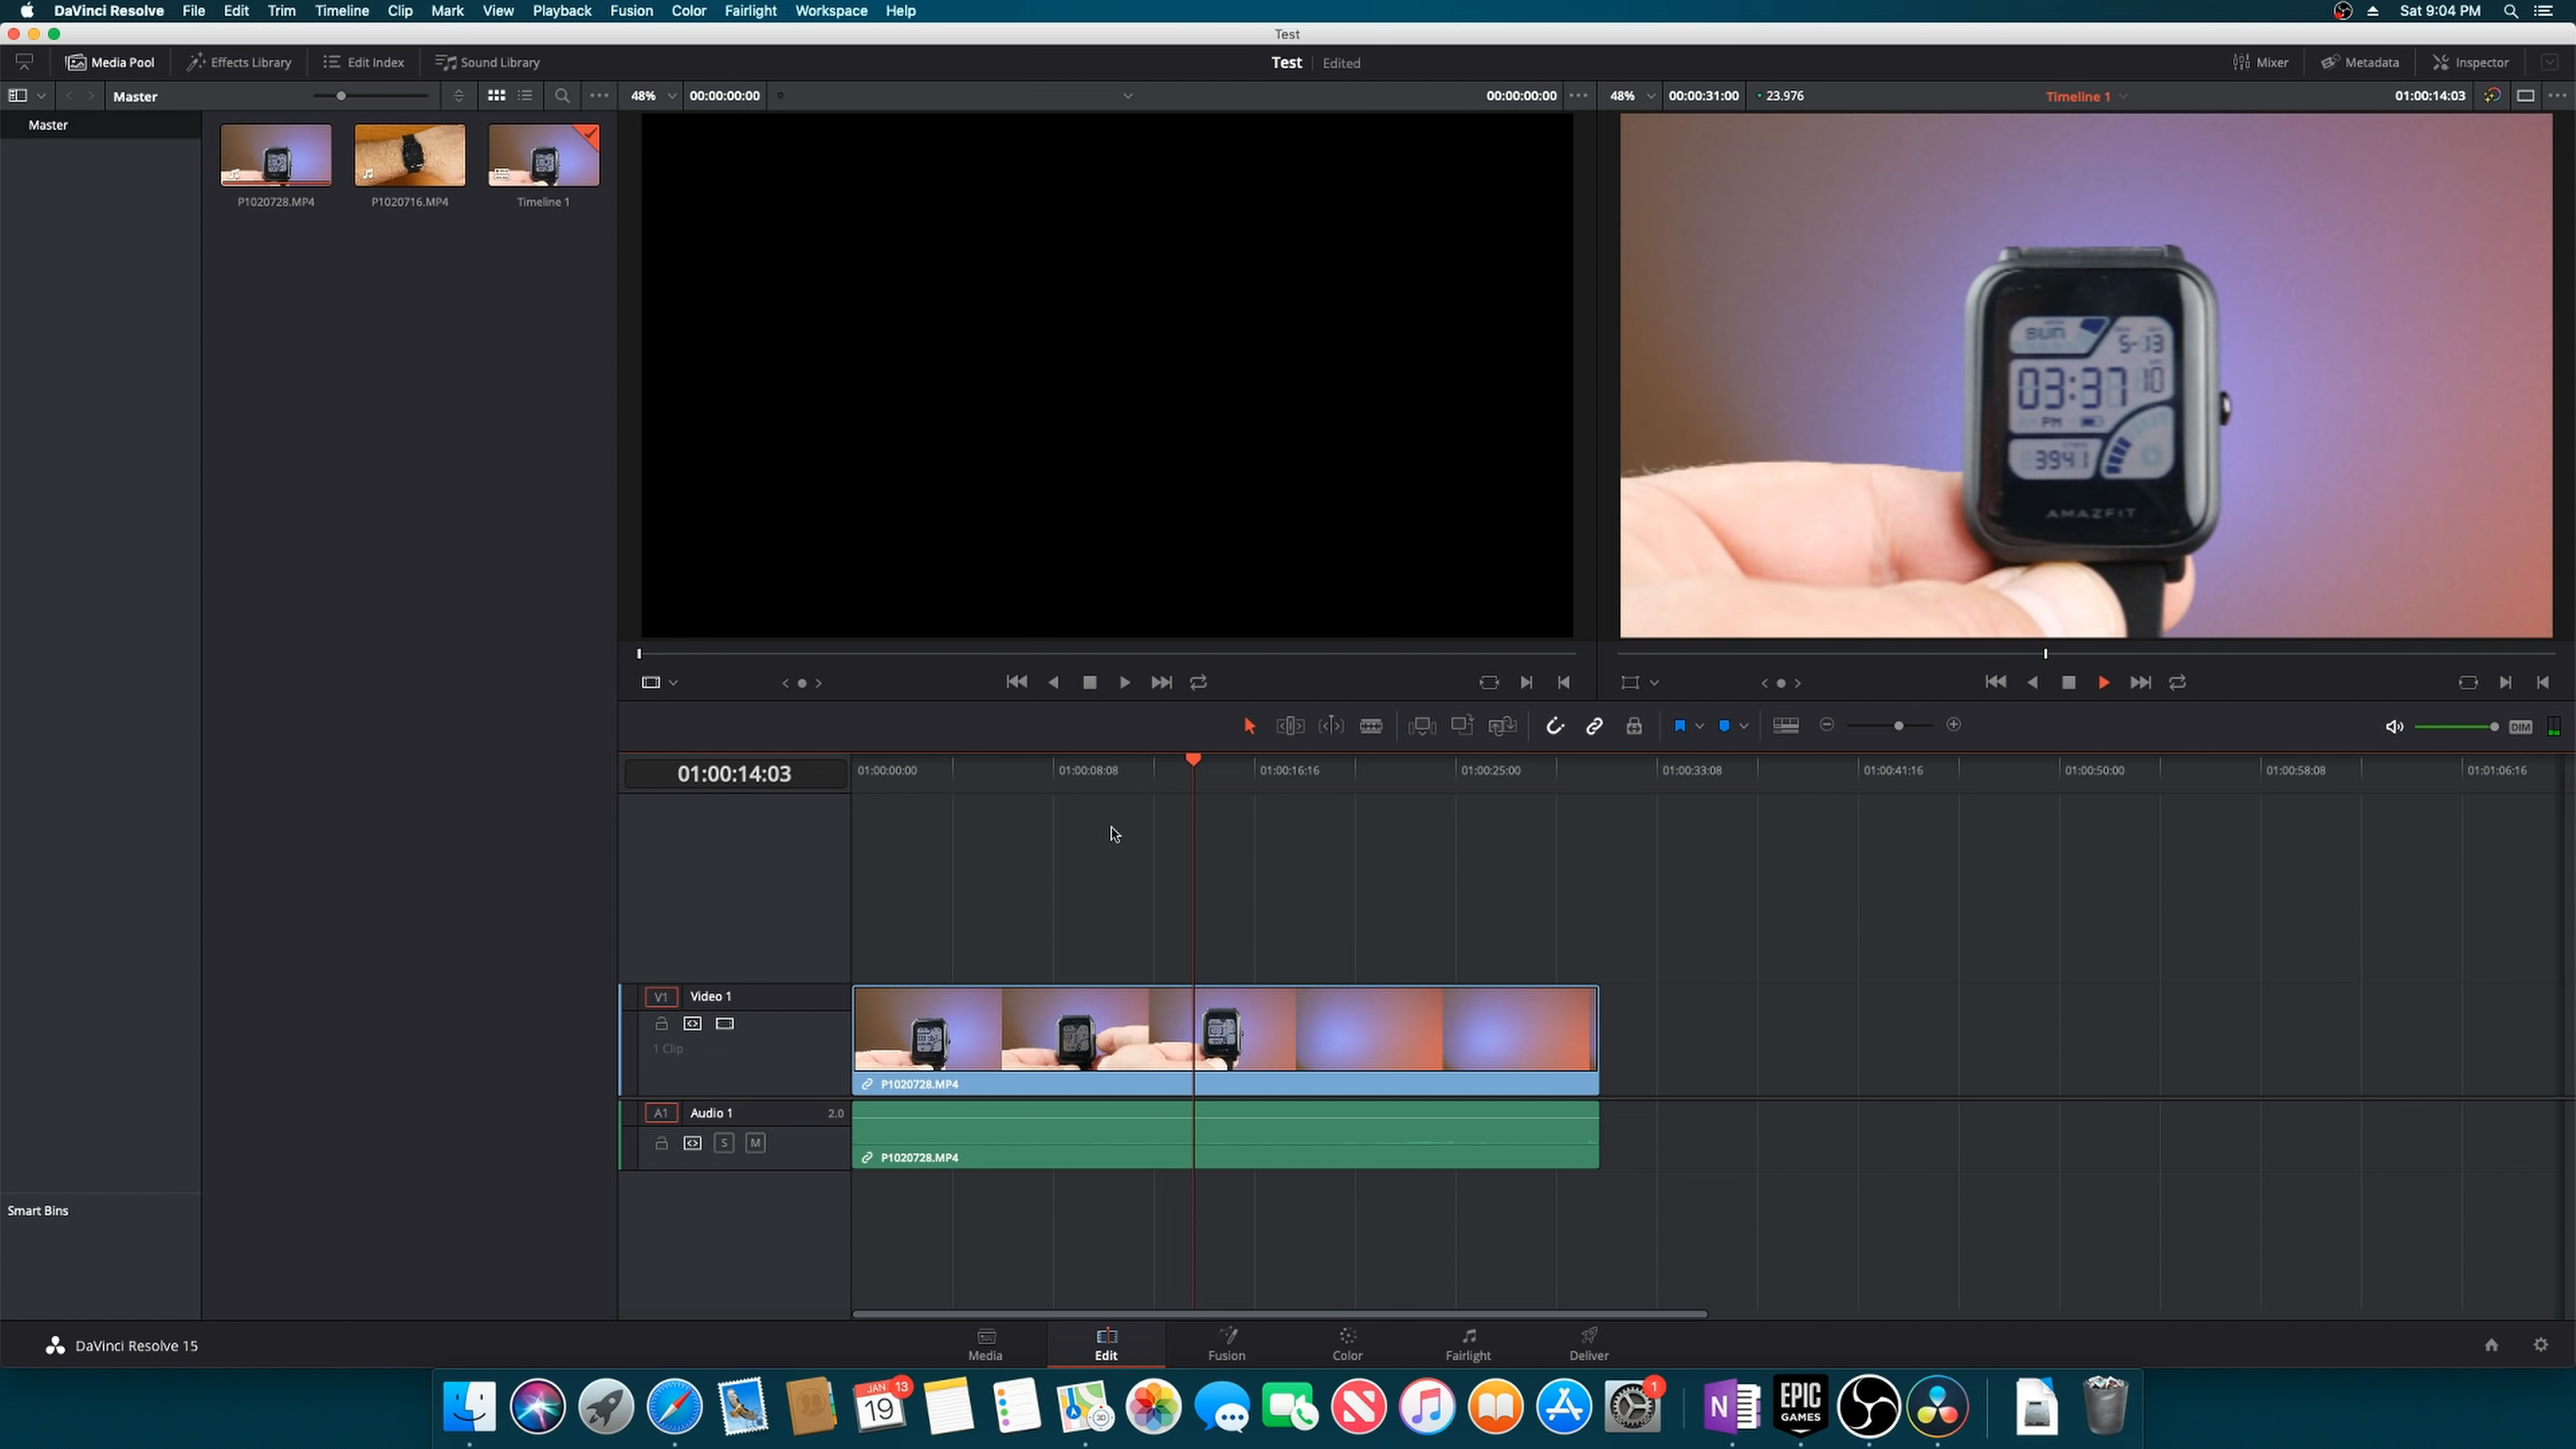 DaVinci Resolve File Edit Trim Timeline Clip Mark View Playback Fusion Color Fairlight Workspace Help Sat 9:04 PM
Test
Media Pool Effects Library Edit Index Sound Library Test Edited Mixer Metadata Inspector
Master 48% 00:00:00:00 00:00:00:00 48% 00:00:31:00 23.976 Timeline 1 01:00:14:03
Master
P1020728.MP4 P1020716.MP4 Timeline 1
SUN
5-13
03:37 10
PM
3941
AMAZFIT
DIM
01:00:14:03 01:00:00:00 01:00:08:08 01:00:16:16 01:00:25:00 01:00:33:08 01:00:41:16 01:00:50:00 01:00:58:08 01:01:06:16
V1 Video 1
1 Clip
P1020728.MP4
A1 Audio 1 2.0
S M
P1020728.MP4
Smart Bins
DaVinci Resolve 15 Media Edit Fusion Color Fairlight Deliver
JAN 13
19
3D
1
N
EPIC
GAMES